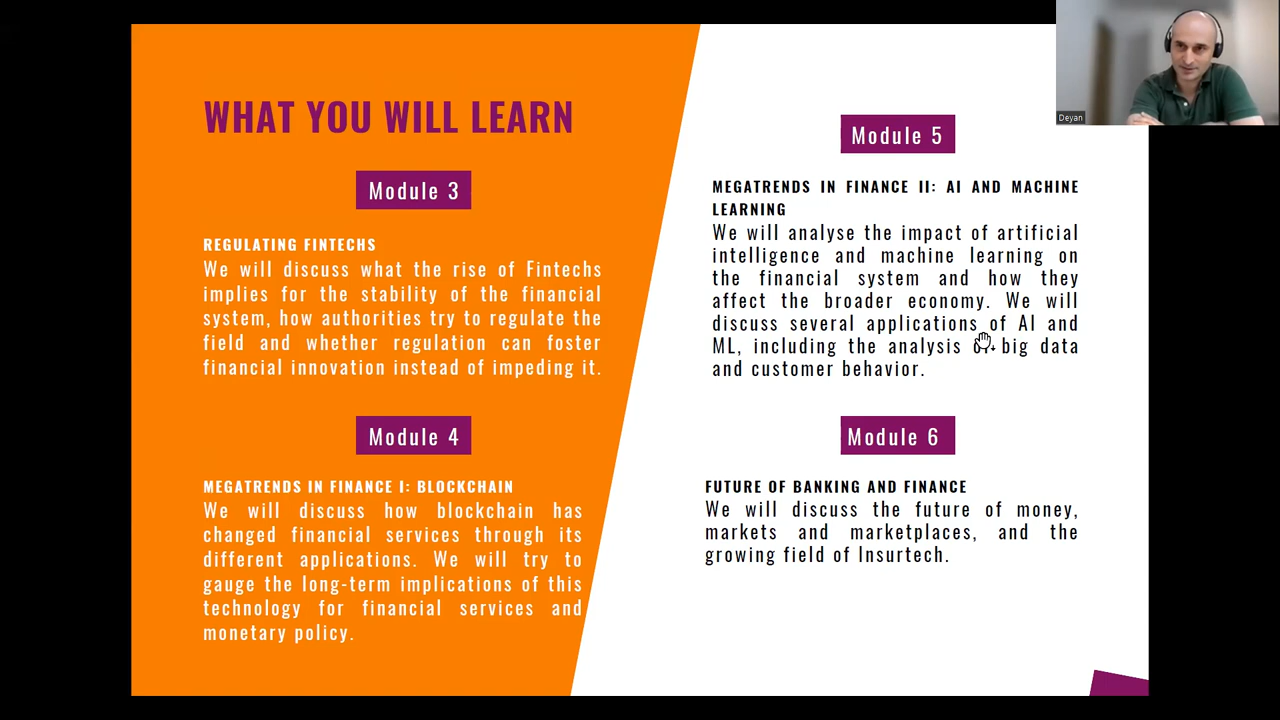 WHAT YOU WILL LEARN
Module 3
REGULATING FINTECHS
We will discuss what the rise of Fintechs
implies for the stability of the financial
system, how authorities try to regulate the
field and whether regulation can foster
financial innovation instead of impeding it.
Module 4
MEGATRENDS IN FINANCE I: BLOCKCHAIN
We will discuss how blockchain has
changed financial services through its
different applications. We will try to
gauge the long-term implications of this
technology for financial services and
monetary policy.
Module 5
MEGATRENDS IN FINANCE II: AI AND MACHINE
LEARNING
We will analyse the impact of artificial
intelligence and machine learning on
the financial system and how they
affect the broader economy. We will
discuss several applications of AI and
ML, including the analysis of big data
and customer behavior.
Module 6
FUTURE OF BANKING AND FINANCE
We will discuss the future of money,
markets and marketplaces, and the
growing field of Insurtech.
Deyan